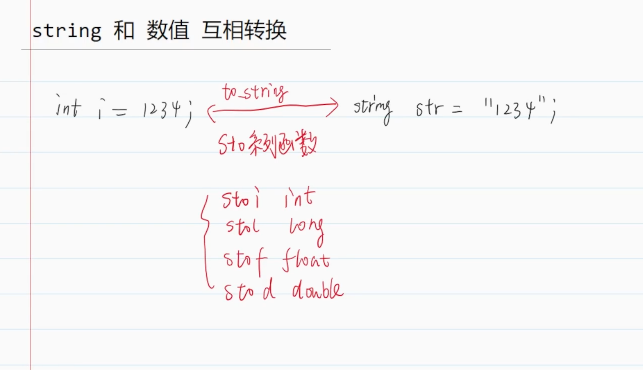 string 和 数值 互相转换
to_string
int i = 1234; string str = "1234";
sto系列函数
stoi int
stol long
stof float
stod double